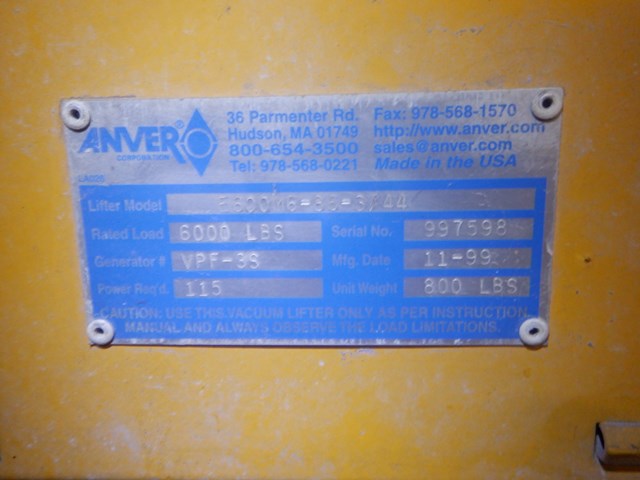 ANVER®
CORPORATION
36 Parmenter Rd. Fax: 978-568-1570
Hudson, MA 01749 http://www.anver.com
800-654-3500 sales@anver.com
Tel: 978-568-0221 Made in the USA
Lifter Model
Rated Load 6000 LBS Serial No. 997598
Generator # VPF-3S Mfg. Date 11-99
Power Req'd. 115 Unit Weight 800 LBS
CAUTION: USE THIS VACUUM LIFTER ONLY AS PER INSTRUCTION
MANUAL AND ALWAYS OBSERVE THE LOAD LIMITATIONS.